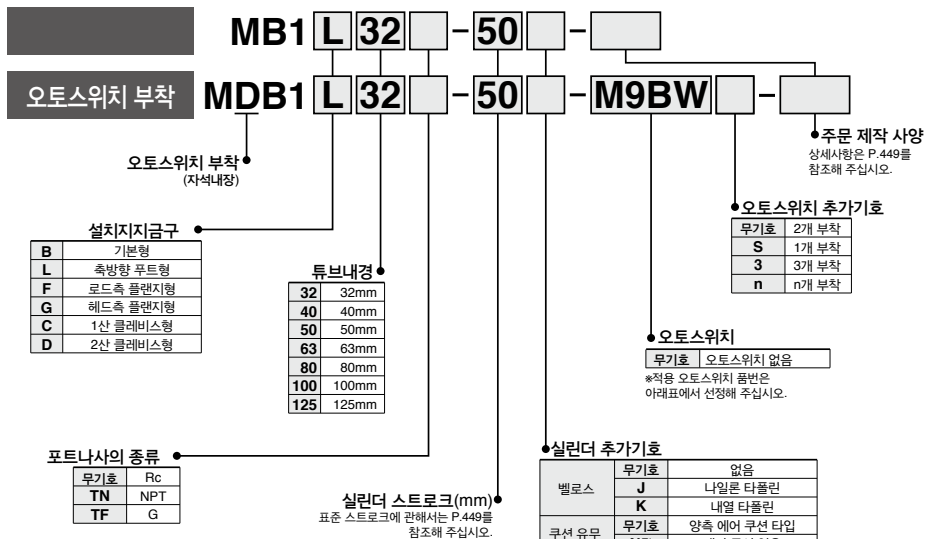 MB1 L 32 - 50 -
오토스위치 부착 MDB1 L 32 - 50 - M9BW -
오토스위치 부착
(자석내장)
주문 제작 사양
상세사항은 P.449를
참조해 주십시오.
오토스위치 추가기호
무기호 2개 부착
S 1개 부착
3 3개 부착
n n개 부착
설치지지금구
B 기본형
L 축방향 푸트형
F 로드측 플랜지형
G 헤드측 플랜지형
C 1산 클레비스형
D 2산 클레비스형
튜브내경
32 32mm
40 40mm
50 50mm
63 63mm
80 80mm
100 100mm
125 125mm
오토스위치
무기호 오토스위치 없음
※적용 오토스위치 품번은
아래표에서 선정해 주십시오.
포트나사의 종류
무기호 Rc
TN NPT
TF G
실린더 스트로크(mm)
표준 스트로크에 관해서는 P.449를
참조해 주십시오.
실린더 추가기호
벨로스 무기호 없음
J 나일론 타폴린
K 내열 타폴린
쿠션 유무 무기호 양측 에어 쿠션 타입